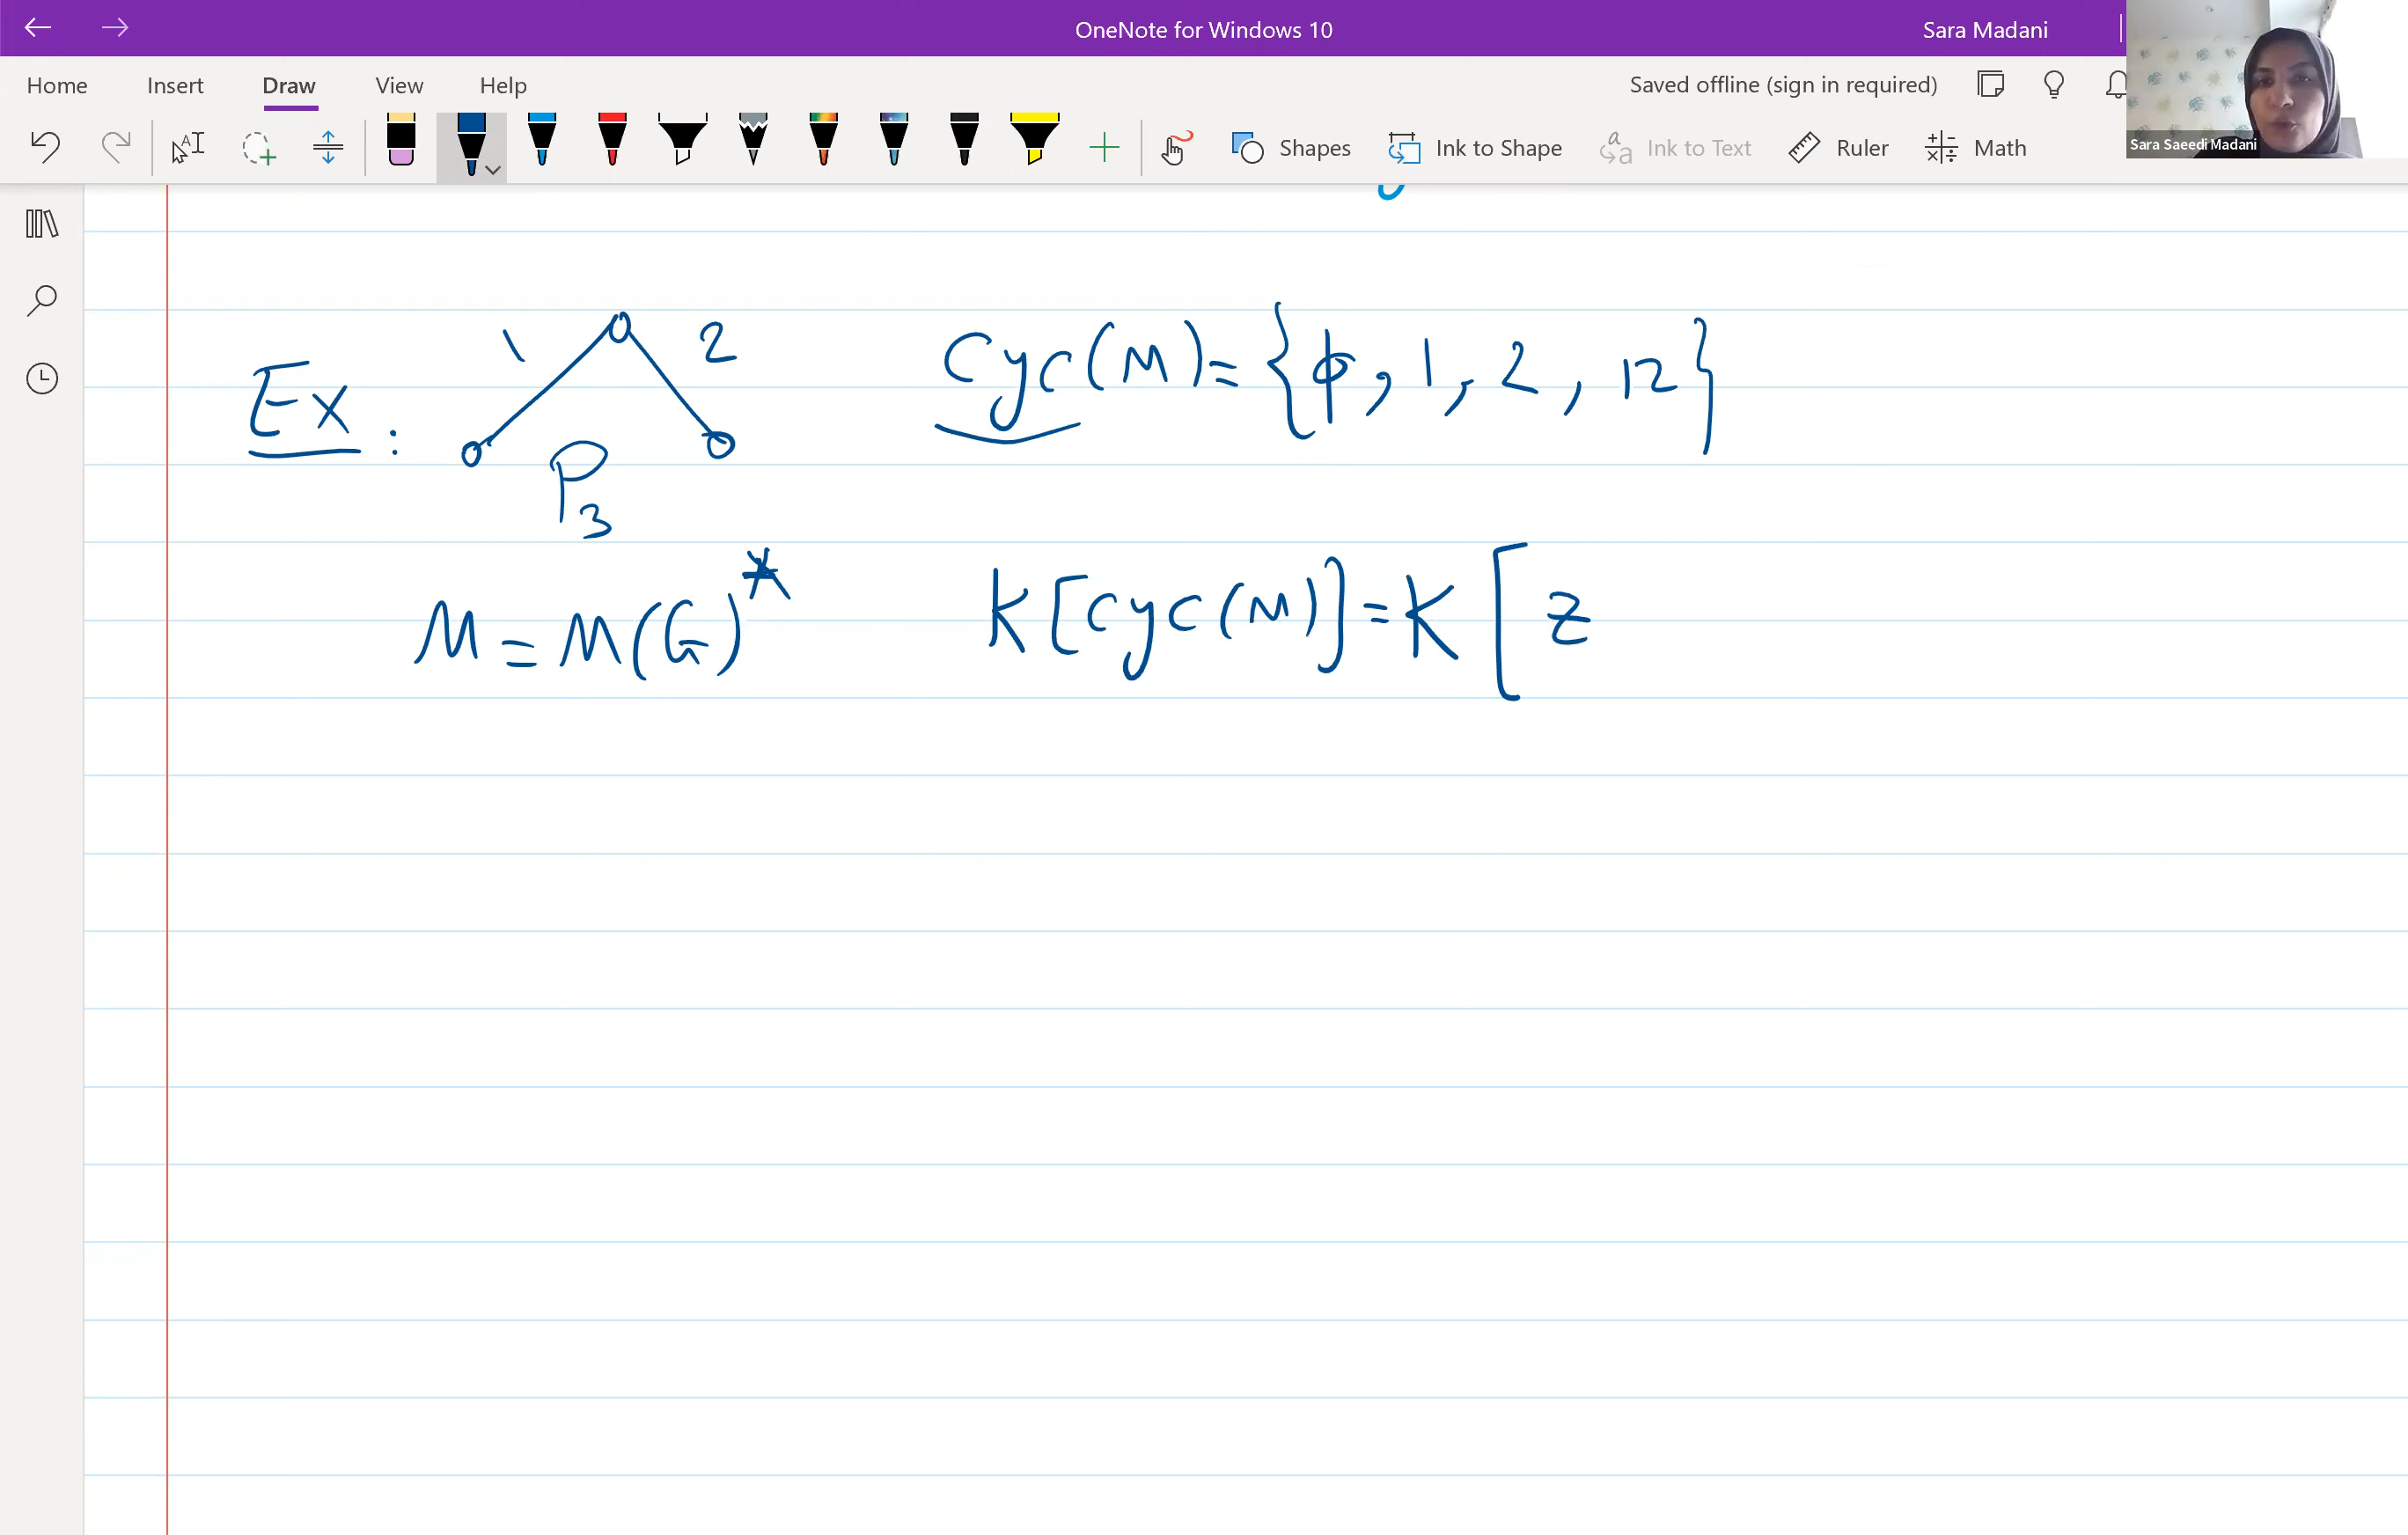 OneNote for Windows 10
Sara Madani
Home Insert Draw View Help
Saved offline (sign in required)
Shapes Ink to Shape Ink to Text Ruler Math
Sara Saeedi Madani
1 2
Ex :
Cyc(M) = {ϕ, 1, 2, 12}
P₃
M = M(G)*
K[Cyc(M)] = K[ z